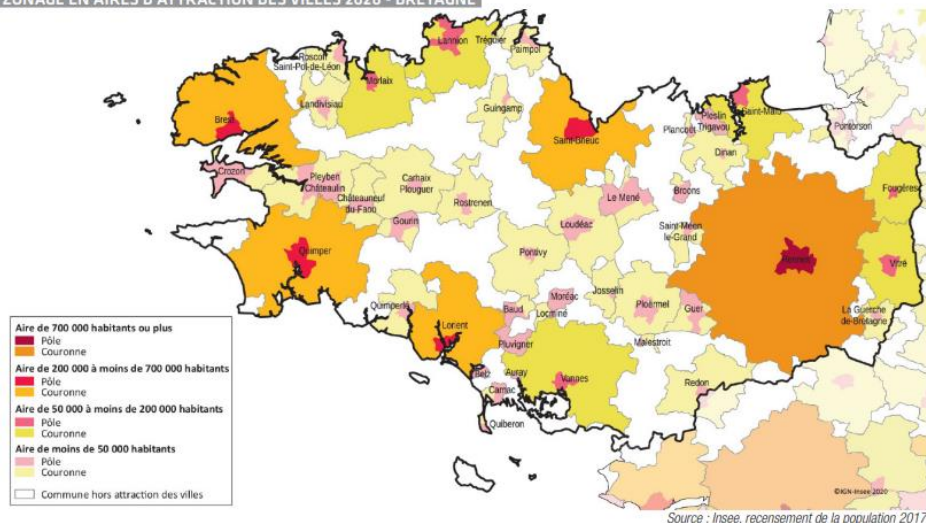 ZONAGE EN AIRES D'ATTRACTION DES VILLES 2020 - BRETAGNE
Lannion
Tréguier
Paimpol
Roscoff
Saint-Pol-de-Léon
Morlaix
Landivisiau
Guingamp
Brest
Saint-Brieuc
Saint-Malo
Pleslin
Trigavou
Plancoët
Dinan
Pontorson
Crozon
Pleyben
Châteaulin
Carhaix
Plouguer
Châteauneuf
du-Faou
Rostrenen
Gourin
Le Mené
Broons
Fougères
Loudéac
Saint-Méen
le-Grand
Rennes
Vitré
Quimper
Pontivy
Josselin
Ploërmel
Guer
La Guerche
de-Bretagne
Quimperlé
Lorient
Baud
Moréac
Locminé
Malestroit
Pluvigner
Belz
Auray
Vannes
Carnac
Redon
Quiberon
Aire de 700 000 habitants ou plus
Pôle
Couronne
Aire de 200 000 à moins de 700 000 habitants
Pôle
Couronne
Aire de 50 000 à moins de 200 000 habitants
Pôle
Couronne
Aire de moins de 50 000 habitants
Pôle
Couronne
Commune hors attraction des villes
©IGN-Insee 2020
Source : Insee, recensement de la population 2017